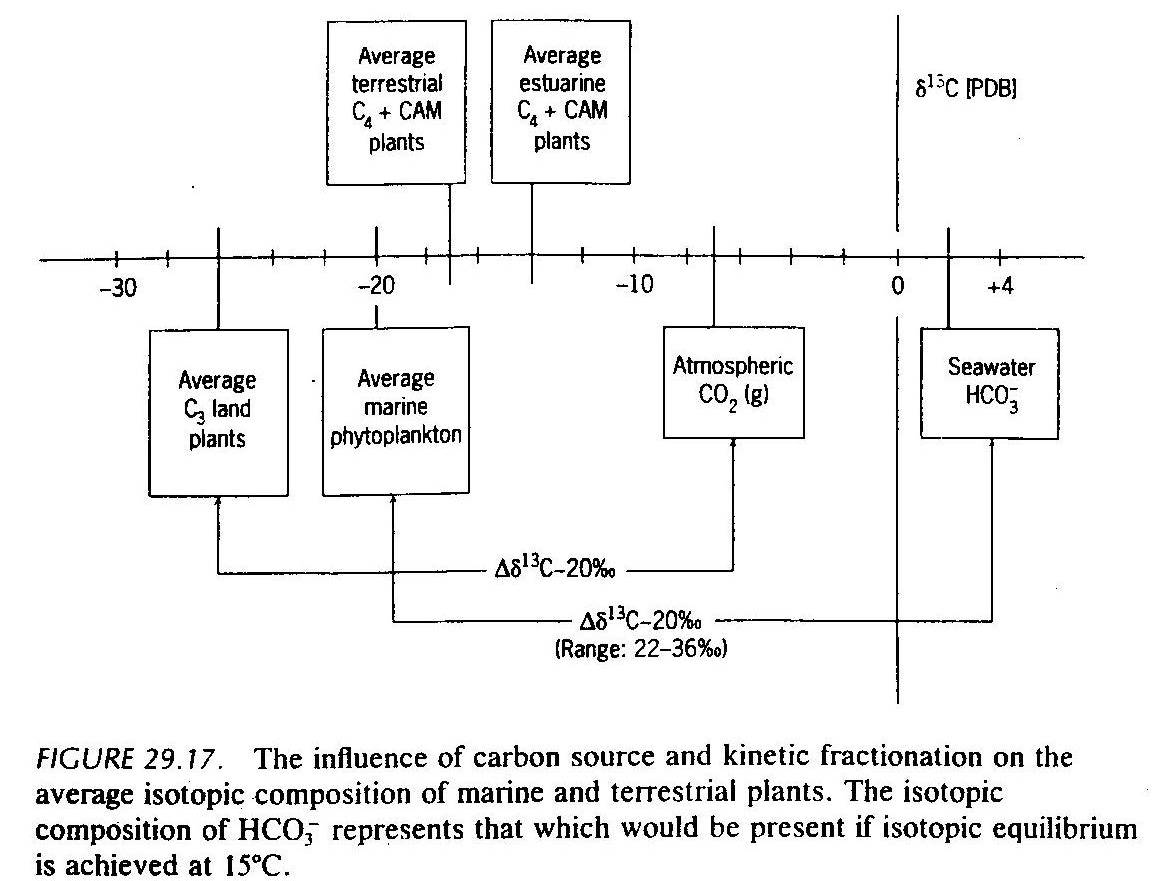 Average
terrestrial
C₄ + CAM
plants
Average
estuarine
C₄ + CAM
plants
δ¹³C [PDB]
-30
-20
-10
0
+4
Average
C₃ land
plants
Average
marine
phytoplankton
Atmospheric
CO₂ (g)
Seawater
HCO₃⁻
Δδ¹³C-20‰
Δδ¹³C-20‰
(Range: 22-36‰)
FIGURE 29.17. The influence of carbon source and kinetic fractionation on the
average isotopic composition of marine and terrestrial plants. The isotopic
composition of HCO₃⁻ represents that which would be present if isotopic equilibrium
is achieved at 15°C.